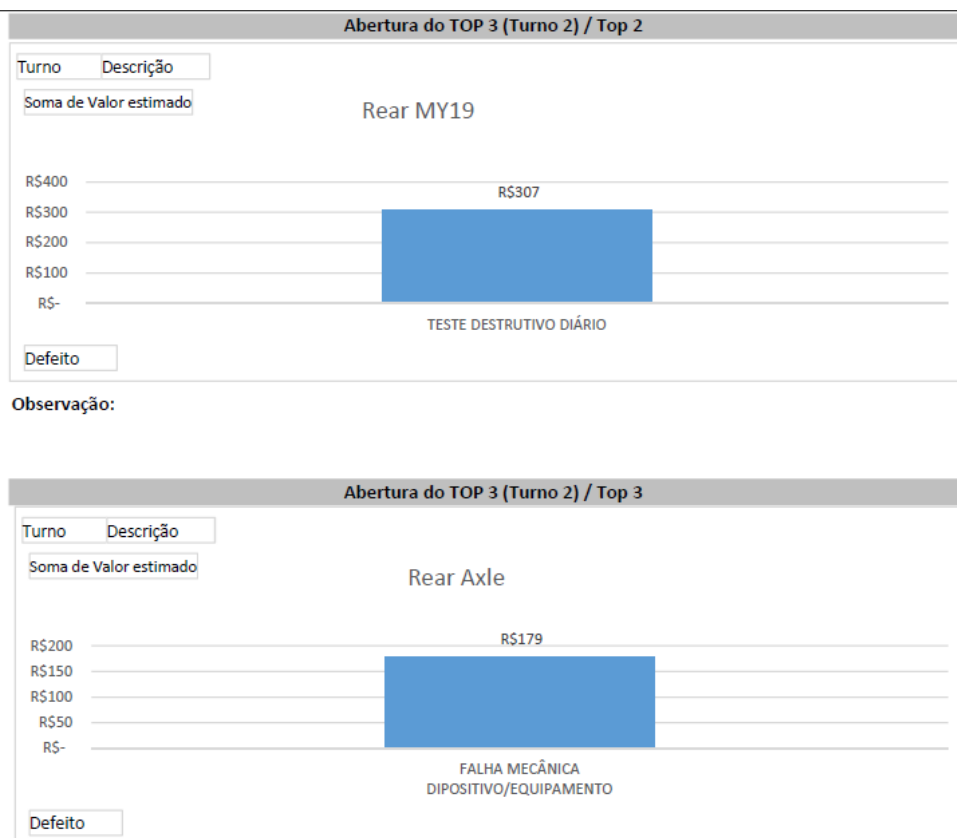 Abertura do TOP 3 (Turno 2) / Top 2
Turno Descrição
Soma de Valor estimado
Rear MY19
R$400
R$307
R$300
R$200
R$100
R$-
TESTE DESTRUTIVO DIÁRIO
Defeito
Observação:
Abertura do TOP 3 (Turno 2) / Top 3
Turno Descrição
Soma de Valor estimado
Rear Axle
R$200
R$179
R$150
R$100
R$50
R$-
FALHA MECÂNICA
DIPOSITIVO/EQUIPAMENTO
Defeito